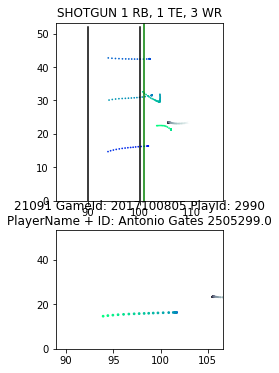 SHOTGUN 1 RB, 1 TE, 3 WR
50
40
30
20
10
0
90 100 110
21091 GameId: 2017100805 PlayId: 2990
PlayerName + ID: Antonio Gates 2505299.0
40
20
0
90 95 100 105